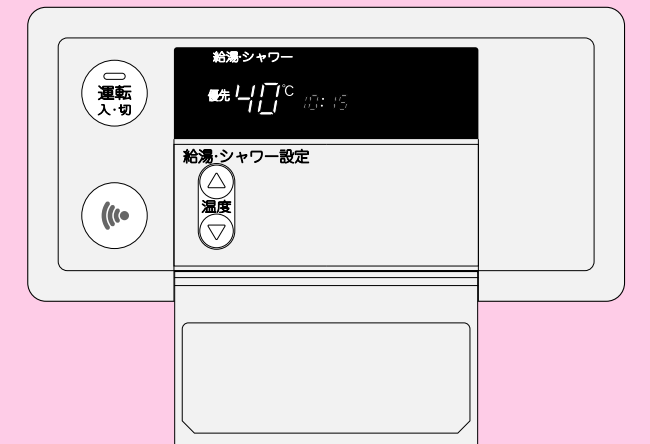 給湯・シャワー
優先 40℃ 10:15
運転
入・切
給湯・シャワー設定
温度